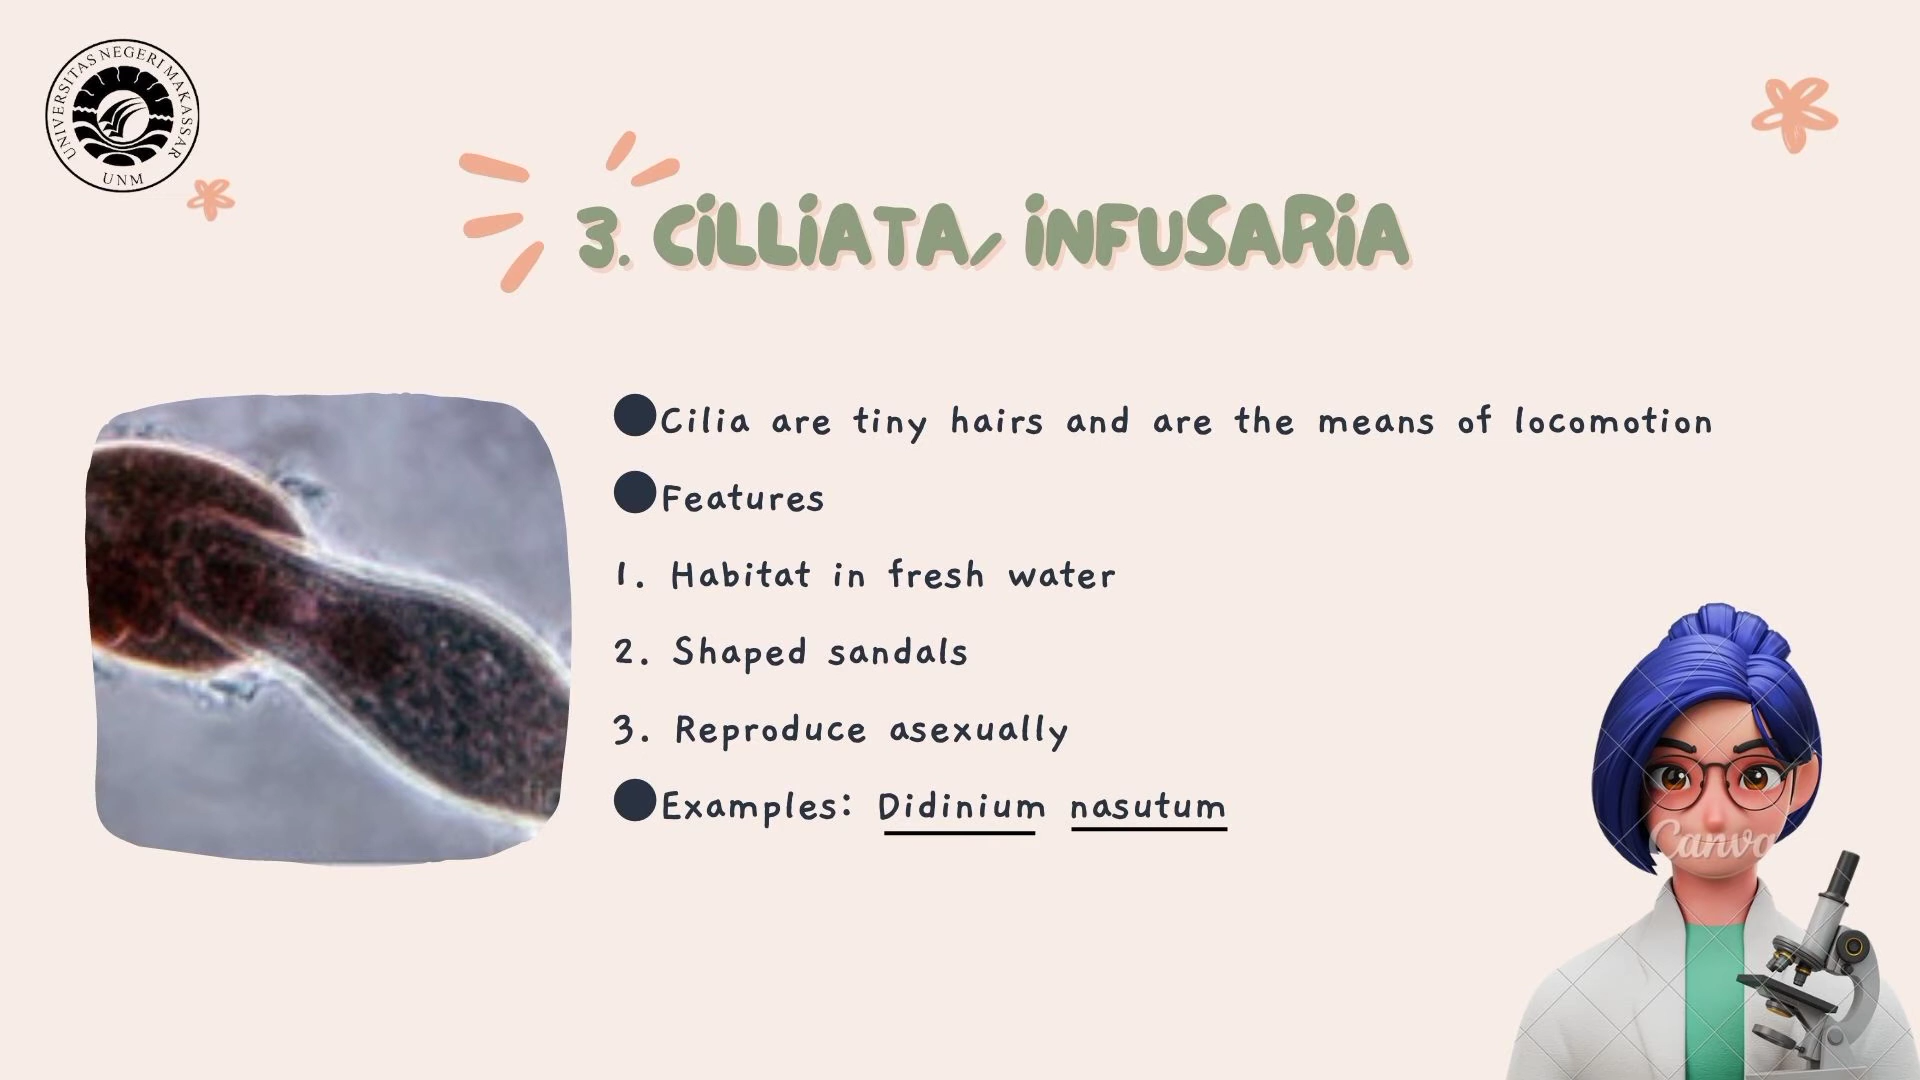 UNIVERSITAS NEGERI MAKASSAR
UNM
3. CiLLiATA/ iNFUSARiA
●Cilia are tiny hairs and are the means of locomotion
●Features
1. Habitat in fresh water
2. Shaped sandals
3. Reproduce asexually
●Examples: Didinium nasutum
Canva